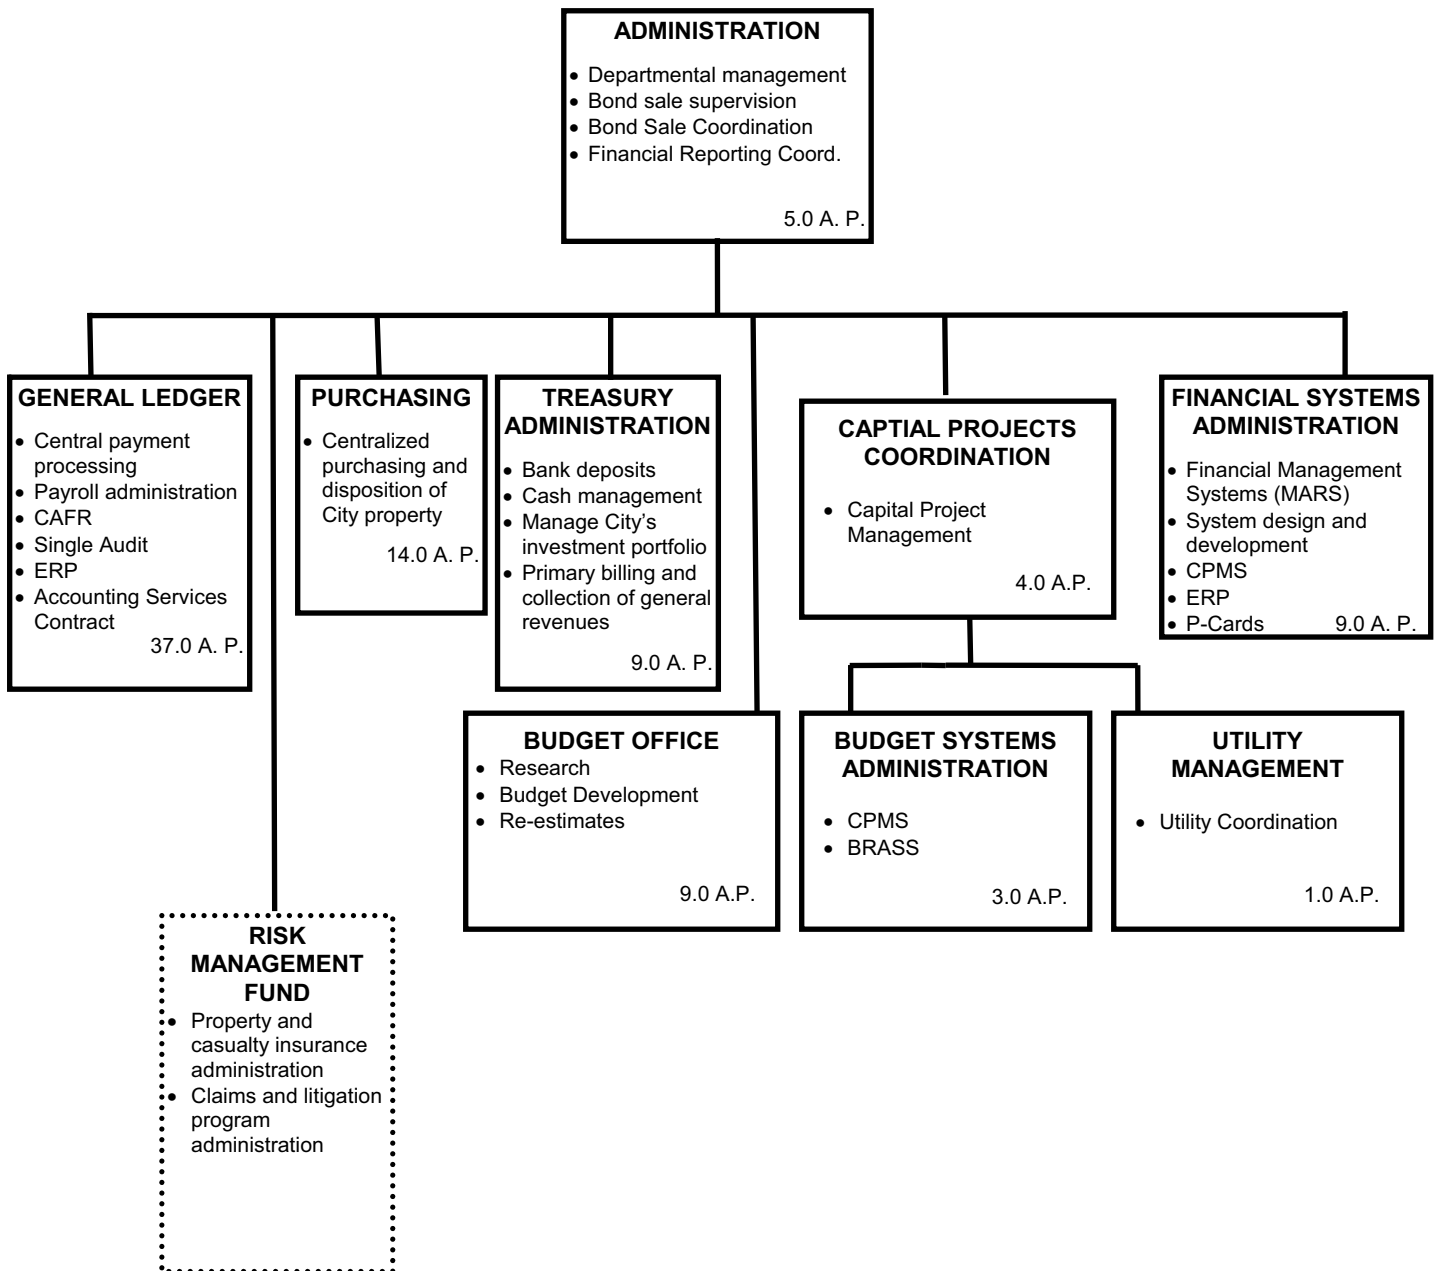 ADMINISTRATION
• Departmental management
• Bond sale supervision
• Bond Sale Coordination
• Financial Reporting Coord.
5.0 A. P.
GENERAL LEDGER
• Central payment
processing
• Payroll administration
• CAFR
• Single Audit
• ERP
• Accounting Services
Contract
37.0 A. P.
PURCHASING
• Centralized
purchasing and
disposition of
City property
14.0 A. P.
TREASURY
ADMINISTRATION
• Bank deposits
• Cash management
• Manage City’s
investment portfolio
• Primary billing and
collection of general
revenues
9.0 A. P.
CAPTIAL PROJECTS
COORDINATION
• Capital Project
Management
4.0 A.P.
FINANCIAL SYSTEMS
ADMINISTRATION
• Financial Management
Systems (MARS)
• System design and
development
• CPMS
• ERP
• P-Cards 9.0 A. P.
BUDGET OFFICE
• Research
• Budget Development
• Re-estimates
9.0 A.P.
BUDGET SYSTEMS
ADMINISTRATION
• CPMS
• BRASS
3.0 A.P.
UTILITY
MANAGEMENT
• Utility Coordination
1.0 A.P.
RISK
MANAGEMENT
FUND
• Property and
casualty insurance
administration
• Claims and litigation
program
administration